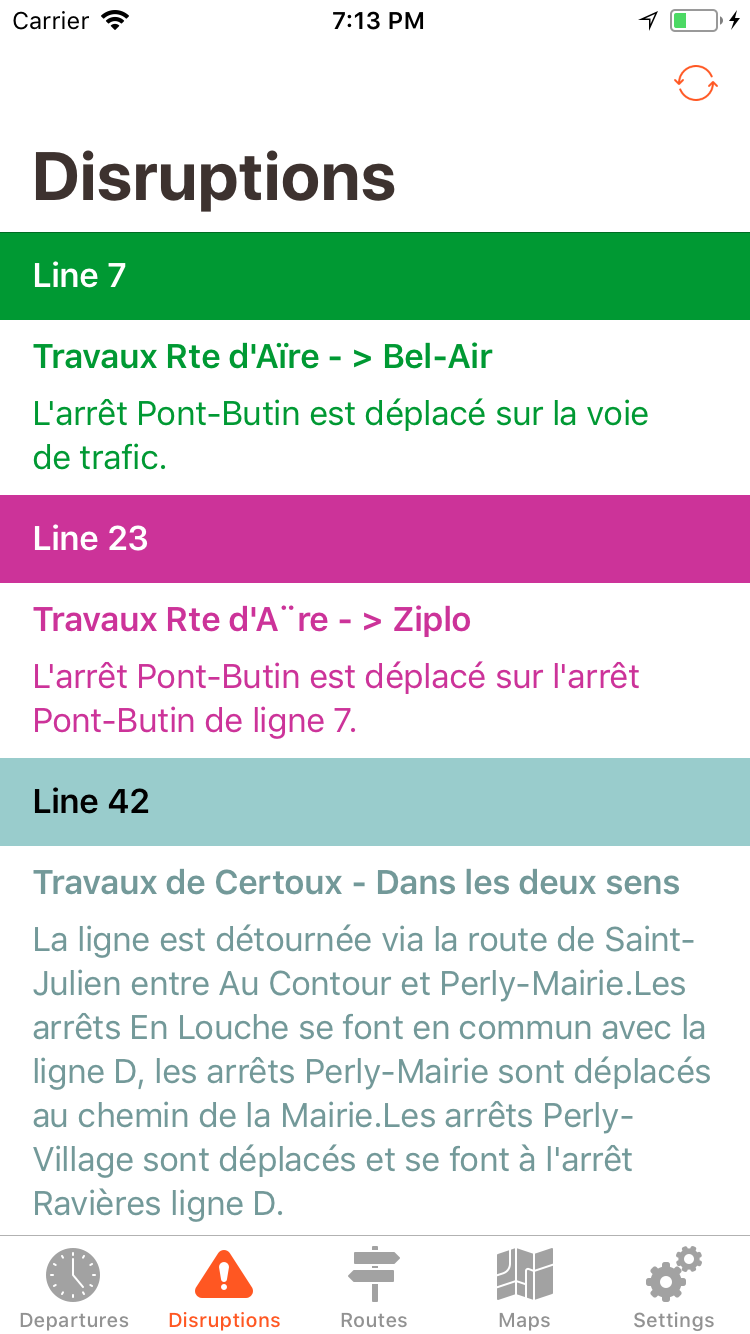 Carrier 7:13 PM
Disruptions
Line 7
Travaux Rte d'Aïre - > Bel-Air
L'arrêt Pont-Butin est déplacé sur la voie
de trafic.
Line 23
Travaux Rte d'A¨re - > Ziplo
L'arrêt Pont-Butin est déplacé sur l'arrêt
Pont-Butin de ligne 7.
Line 42
Travaux de Certoux - Dans les deux sens
La ligne est détournée via la route de Saint-
Julien entre Au Contour et Perly-Mairie.Les
arrêts En Louche se font en commun avec la
ligne D, les arrêts Perly-Mairie sont déplacés
au chemin de la Mairie.Les arrêts Perly-
Village sont déplacés et se font à l'arrêt
Ravières ligne D.
Departures Disruptions Routes Maps Settings